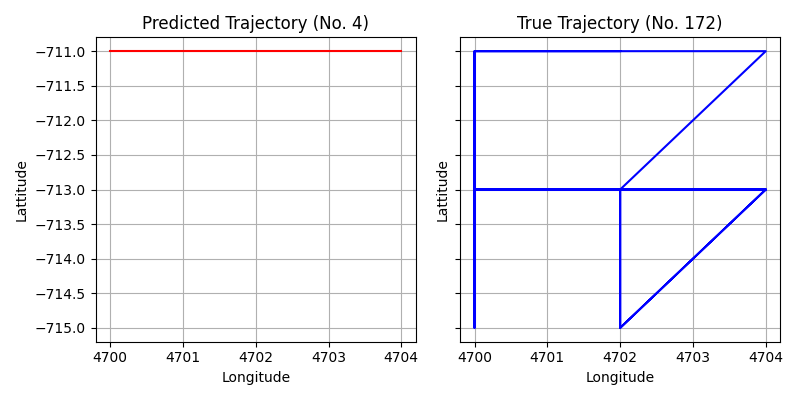 Predicted Trajectory (No. 4)
−711.0
−711.5
−712.0
−712.5
−713.0
−713.5
−714.0
−714.5
−715.0
Lattitude
4700 4701 4702 4703 4704
Longitude
True Trajectory (No. 172)
Lattitude
4700 4701 4702 4703 4704
Longitude